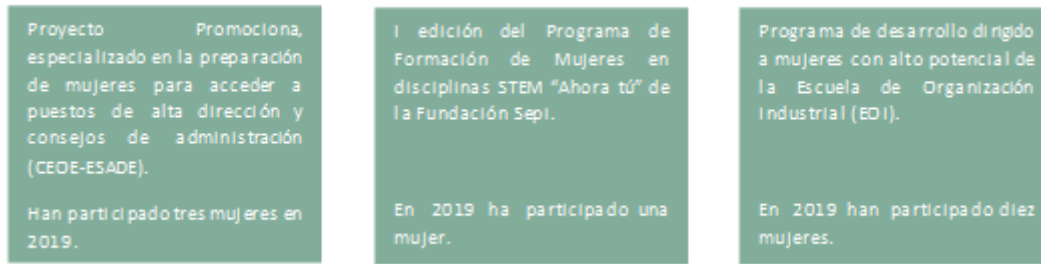 Proyecto Promociona,
especializado en la preparación
de mujeres para acceder a
puestos de alta dirección y
consejos de administración
(CEOE-ESADE).
Han participado tres mujeres en
2019.
I edición del Programa de
Formación de Mujeres en
disciplinas STEM "Ahora tú" de
la Fundación Sepi.
En 2019 ha participado una
mujer.
Programa de desarrollo dirigido
a mujeres con alto potencial de
la Escuela de Organización
Industrial (EOI).
En 2019 han participado diez
mujeres.